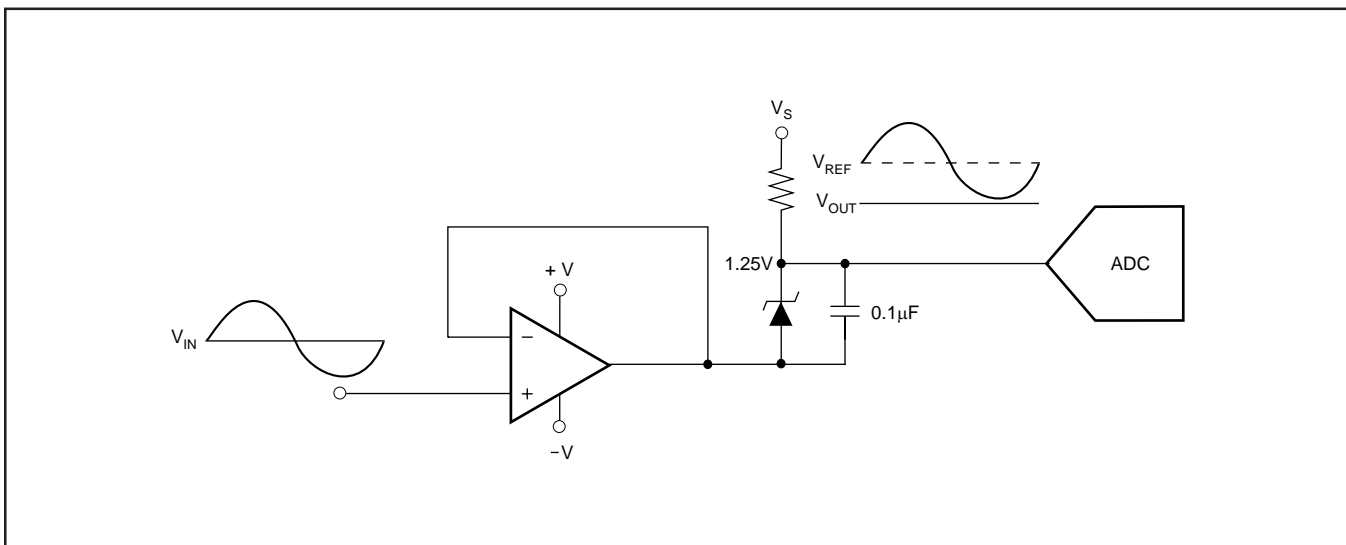 V_S
V_REF
V_OUT
1.25V
ADC
+V
0.1μF
V_IN
−
+
−V